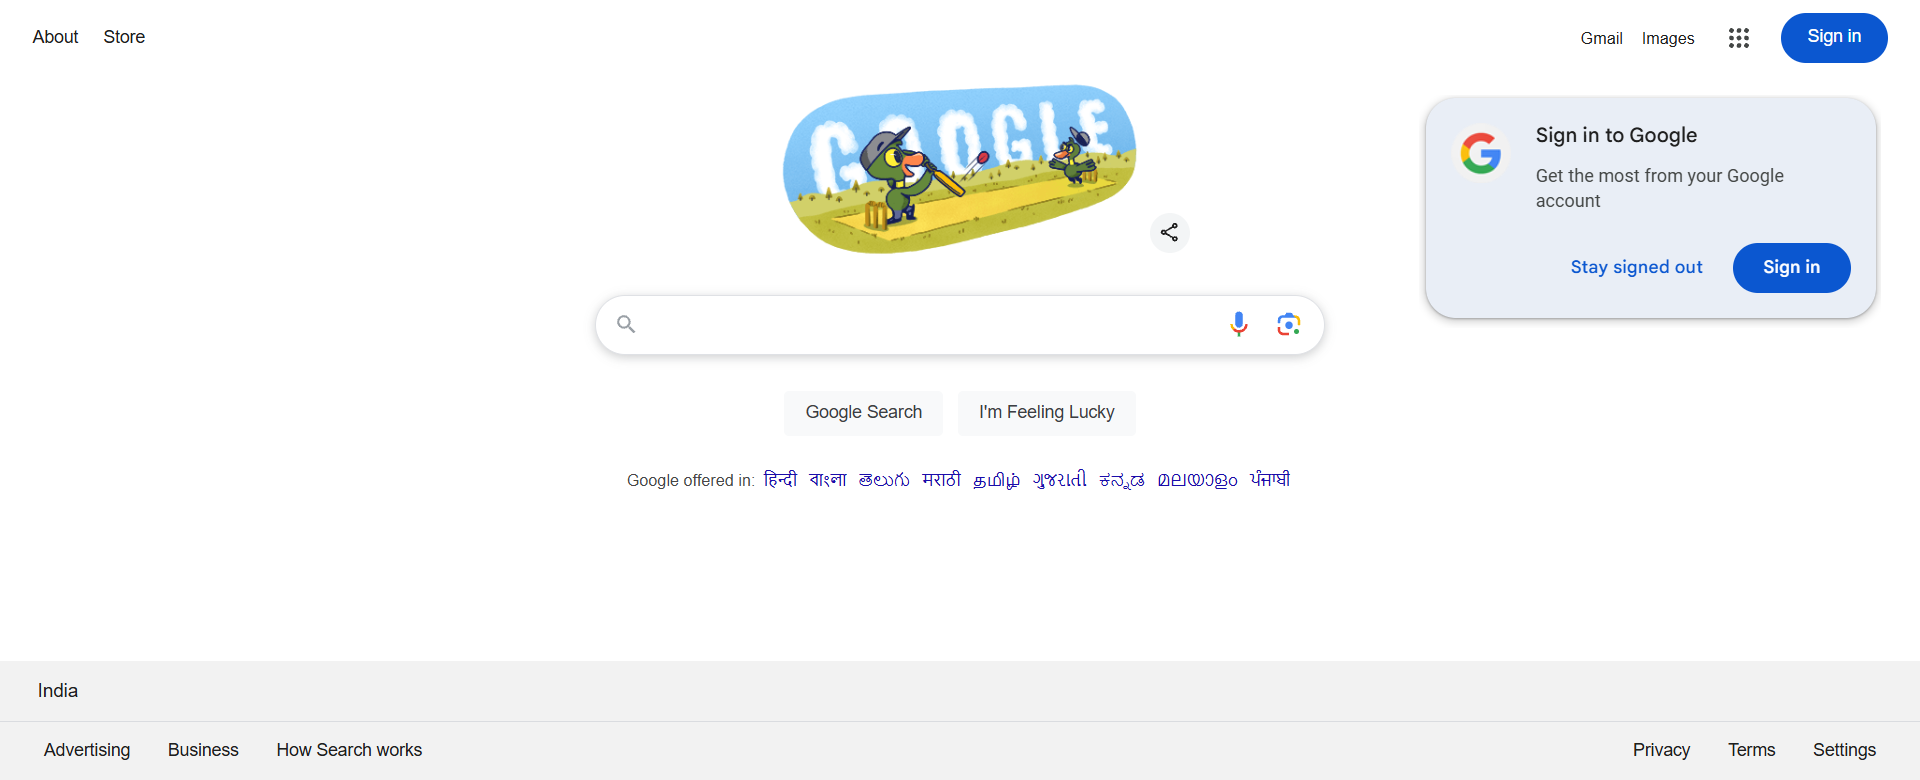 About Store
Gmail Images Sign in
GOOGLE
Sign in to Google
Get the most from your Google
account
Stay signed out Sign in
Google Search I'm Feeling Lucky
Google offered in: हिन्दी বাংলা తెలుగు मराठी தமிழ் ગુજરાતી ಕನ್ನಡ മലയാളം ਪੰਜਾਬੀ
India
Advertising Business How Search works
Privacy Terms Settings